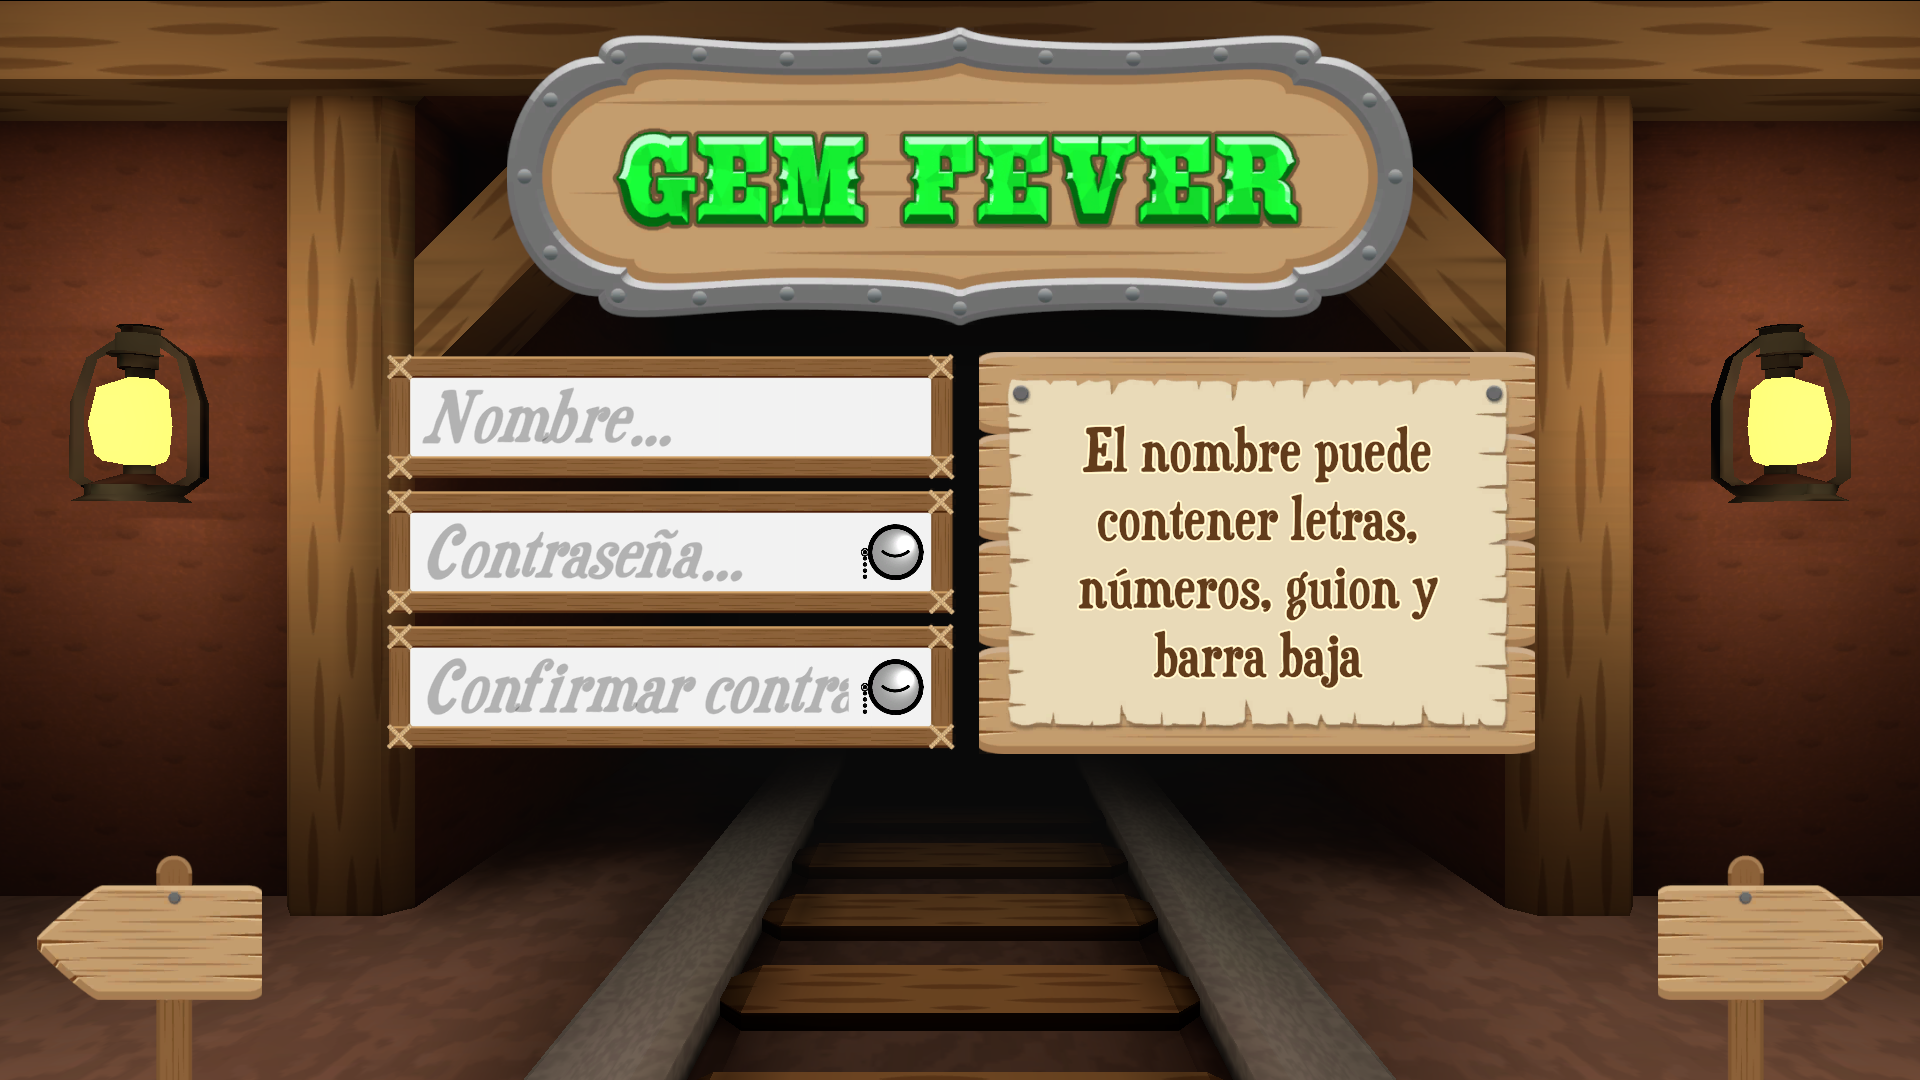 GEM FEVER
Nombre...
Contraseña...
Confirmar contra
El nombre puede
contener letras,
números, guion y
barra baja